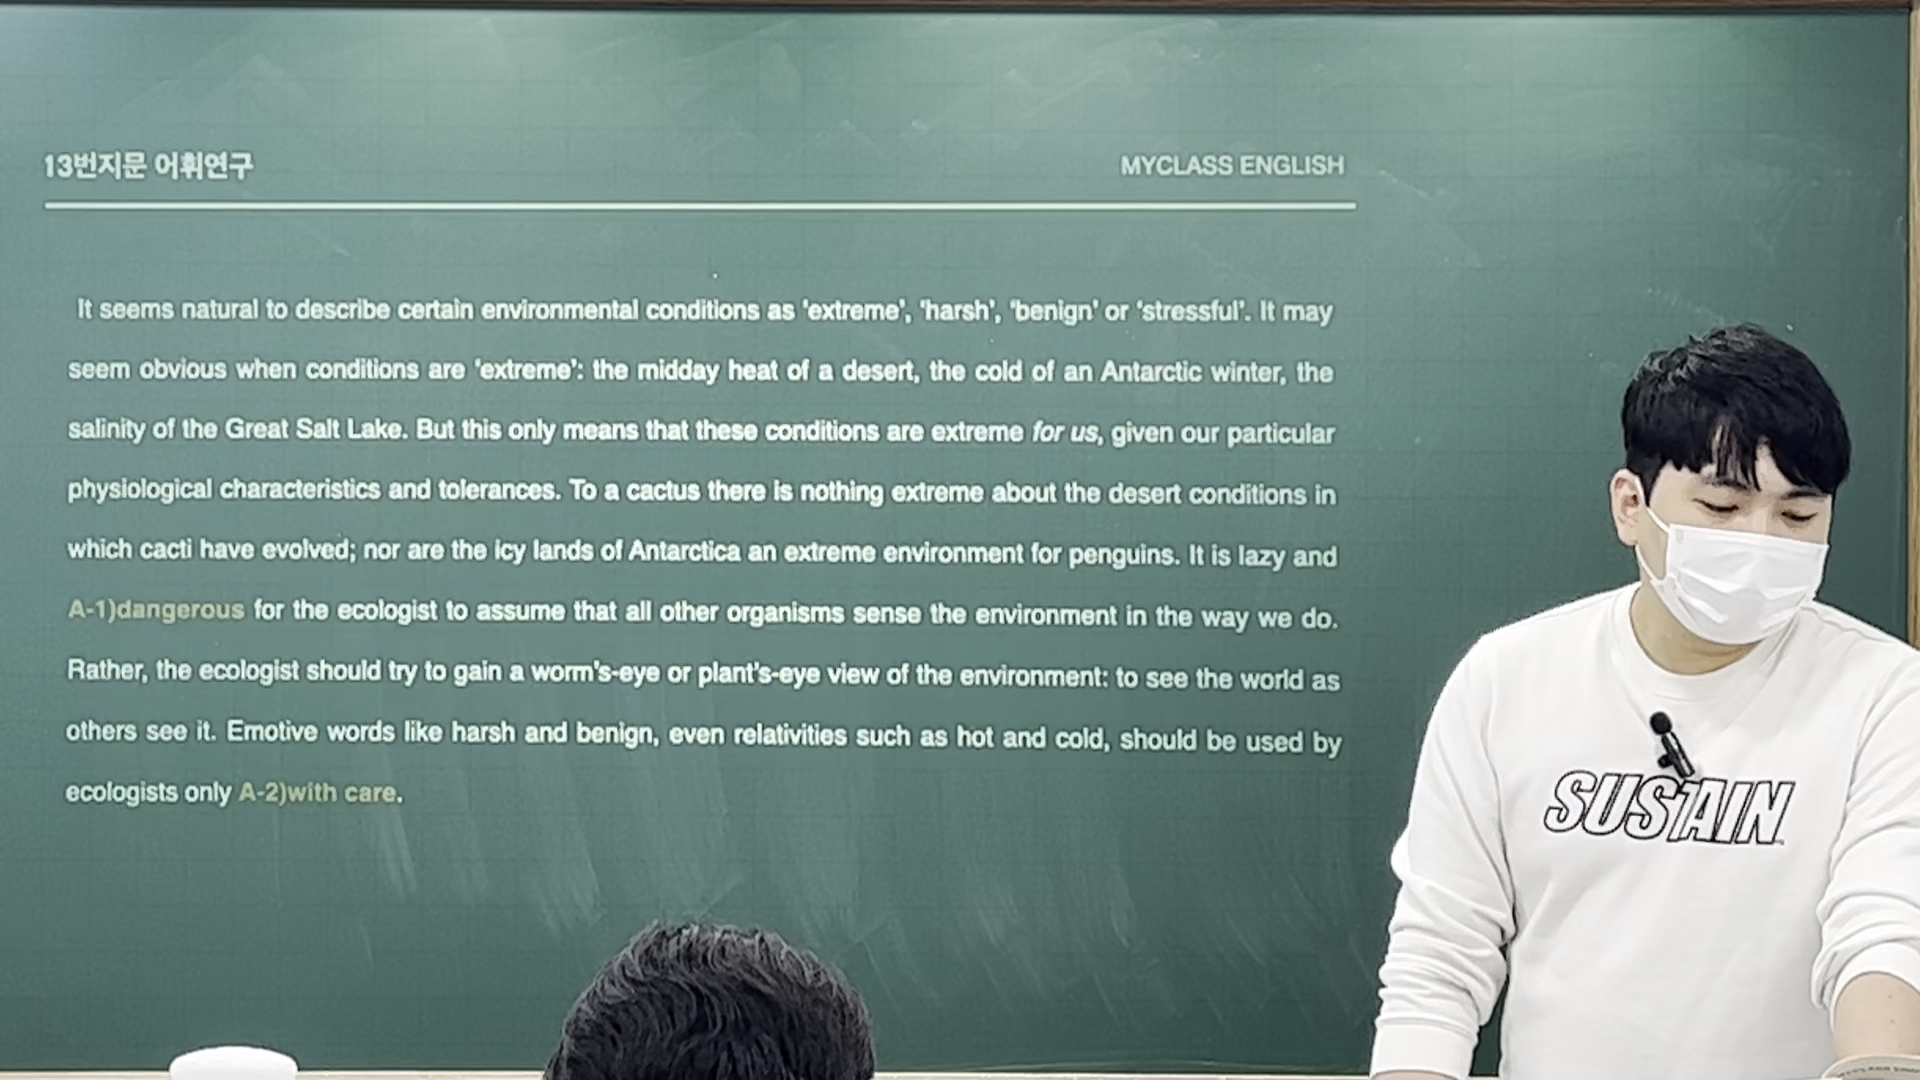 13번지문 어휘연구
MYCLASS ENGLISH
It seems natural to describe certain environmental conditions as 'extreme', 'harsh', 'benign' or 'stressful'. It may
seem obvious when conditions are 'extreme': the midday heat of a desert, the cold of an Antarctic winter, the
salinity of the Great Salt Lake. But this only means that these conditions are extreme for us, given our particular
physiological characteristics and tolerances. To a cactus there is nothing extreme about the desert conditions in
which cacti have evolved; nor are the icy lands of Antarctica an extreme environment for penguins. It is lazy and
A-1)dangerous for the ecologist to assume that all other organisms sense the environment in the way we do.
Rather, the ecologist should try to gain a worm's-eye or plant's-eye view of the environment: to see the world as
others see it. Emotive words like harsh and benign, even relativities such as hot and cold, should be used by
ecologists only A-2)with care.
SUSTAIN